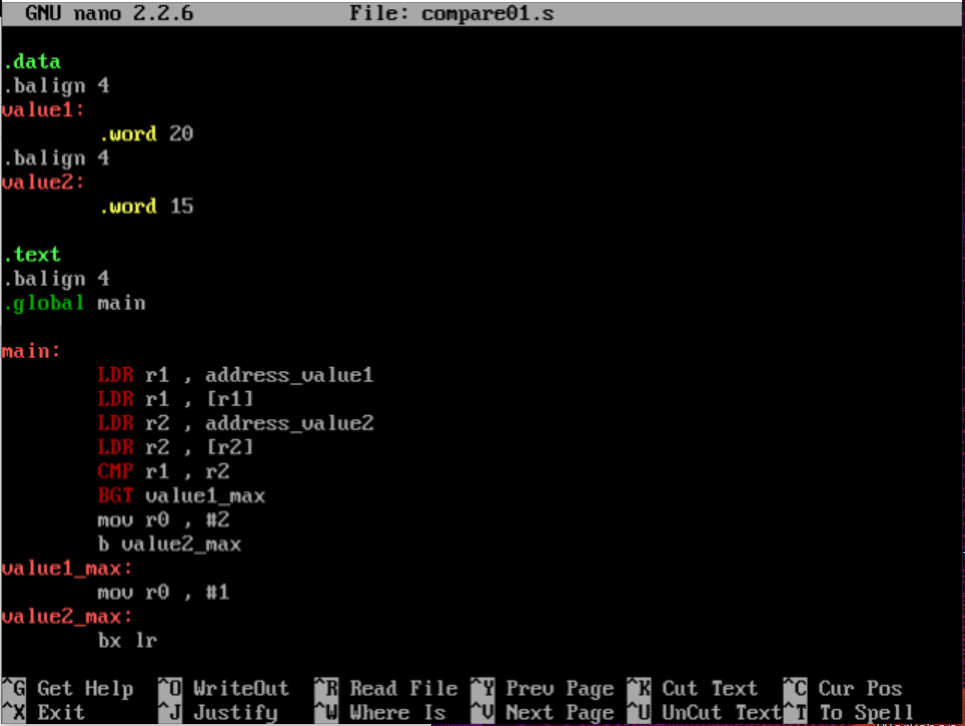 GNU nano 2.2.6 File: compare01.s
.data
.balign 4
value1:
.word 20
.balign 4
value2:
.word 15
.text
.balign 4
.global main
main:
LDR r1 , address_value1
LDR r1 , [r1]
LDR r2 , address_value2
LDR r2 , [r2]
CMP r1 , r2
BGT value1_max
mov r0 , #2
b value2_max
value1_max:
mov r0 , #1
value2_max:
bx lr
^G Get Help ^O WriteOut ^R Read File ^Y Prev Page ^K Cut Text ^C Cur Pos
^X Exit ^J Justify ^W Where Is ^V Next Page ^U UnCut Text ^T To Spell